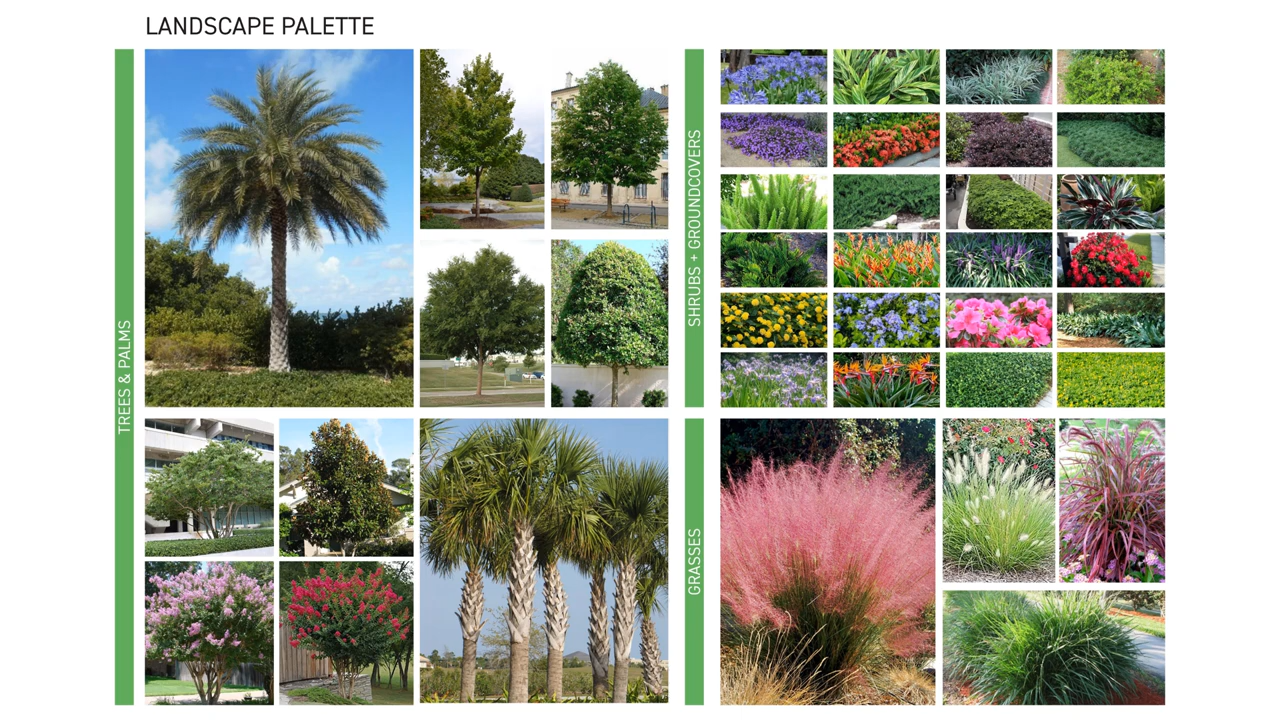 LANDSCAPE PALETTE
TREES & PALMS
SHRUBS + GROUNDCOVERS
GRASSES